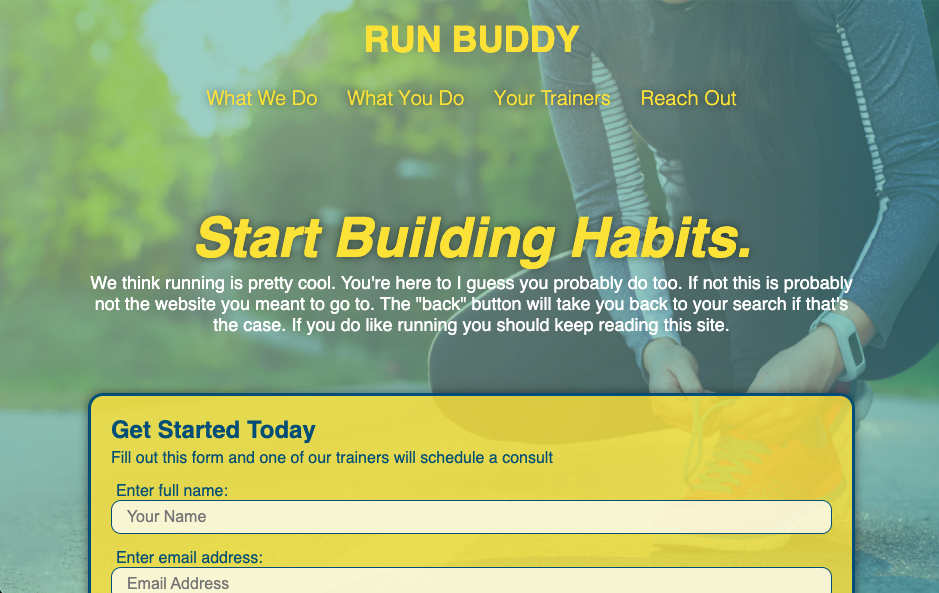 RUN BUDDY
What We Do What You Do Your Trainers Reach Out
Start Building Habits.
We think running is pretty cool. You're here to I guess you probably do too. If not this is probably
not the website you meant to go to. The "back" button will take you back to your search if that's
the case. If you do like running you should keep reading this site.
Get Started Today
Fill out this form and one of our trainers will schedule a consult
Enter full name:
Your Name
Enter email address:
Email Address